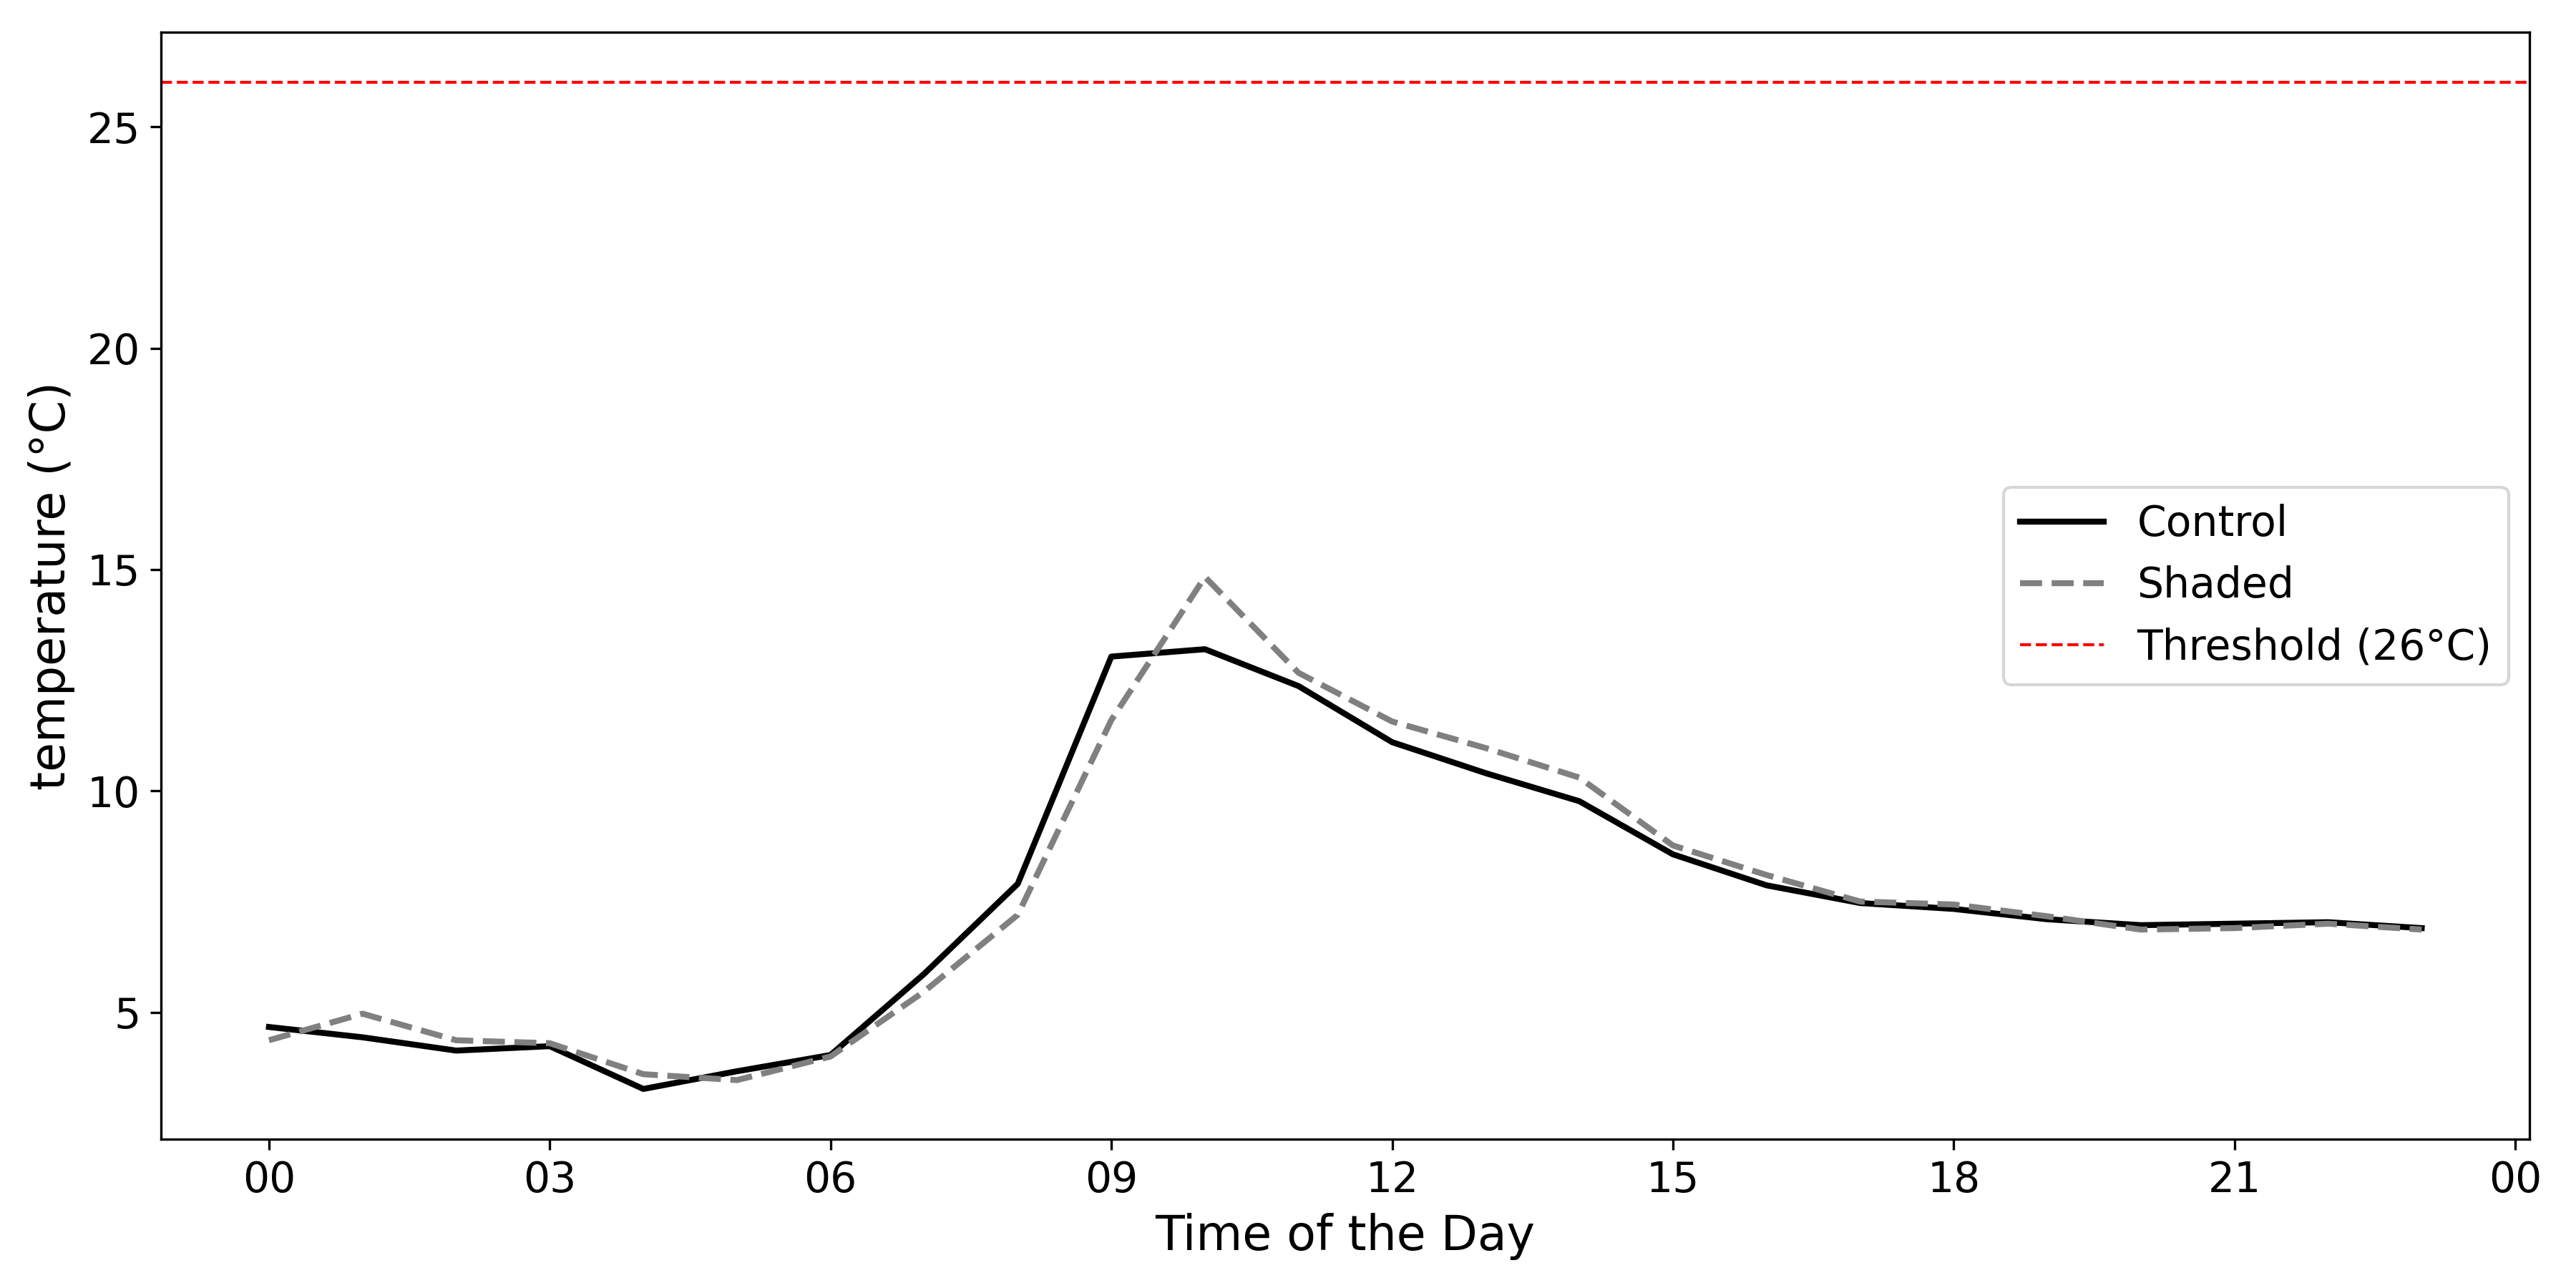 25
20
15
10
5
temperature (°C)
Control
Shaded
Threshold (26°C)
00 03 06 09 12 15 18 21 00
Time of the Day